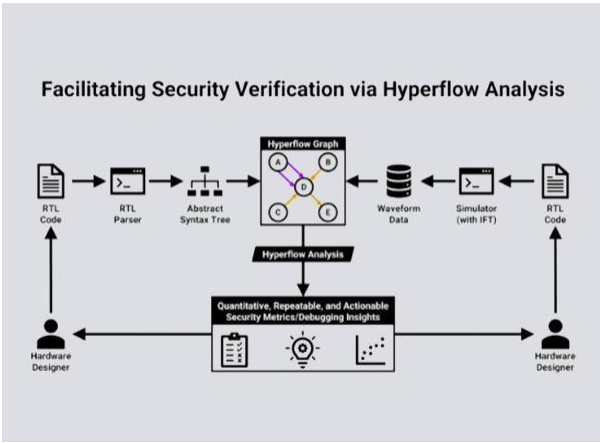 Facilitating Security Verification via Hyperflow Analysis
Hyperflow Graph
A
B
D
C
E
>_
>_
RTL
Code
RTL
Parser
Abstract
Syntax Tree
Waveform
Data
Simulator
(with IFT)
RTL
Code
Hyperflow Analysis
Quantitative, Repeatable, and Actionable
Security Metrics/Debugging Insights
Hardware
Designer
Hardware
Designer